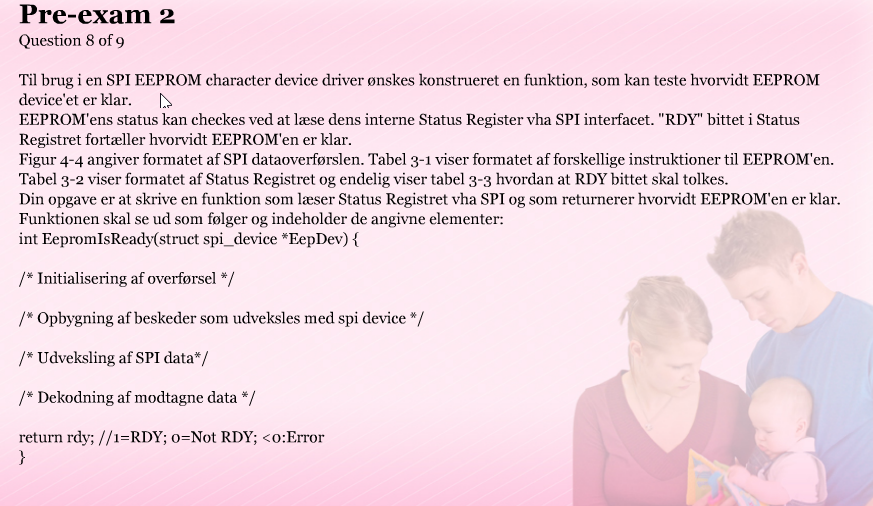 Pre-exam 2
Question 8 of 9
Til brug i en SPI EEPROM character device driver ønskes konstrueret en funktion, som kan teste hvorvidt EEPROM
device'et er klar.
EEPROM'ens status kan checkes ved at læse dens interne Status Register vha SPI interfacet. "RDY" bittet i Status
Registret fortæller hvorvidt EEPROM'en er klar.
Figur 4-4 angiver formatet af SPI dataoverførslen. Tabel 3-1 viser formatet af forskellige instruktioner til EEPROM'en.
Tabel 3-2 viser formatet af Status Registret og endelig viser tabel 3-3 hvordan at RDY bittet skal tolkes.
Din opgave er at skrive en funktion som læser Status Registret vha SPI og som returnerer hvorvidt EEPROM'en er klar.
Funktionen skal se ud som følger og indeholder de angivne elementer:
int EepromIsReady(struct spi_device *EepDev) {
/* Initialisering af overførsel */
/* Opbygning af beskeder som udveksles med spi device */
/* Udveksling af SPI data*/
/* Dekodning af modtagne data */
return rdy; //1=RDY; 0=Not RDY; <0:Error
}